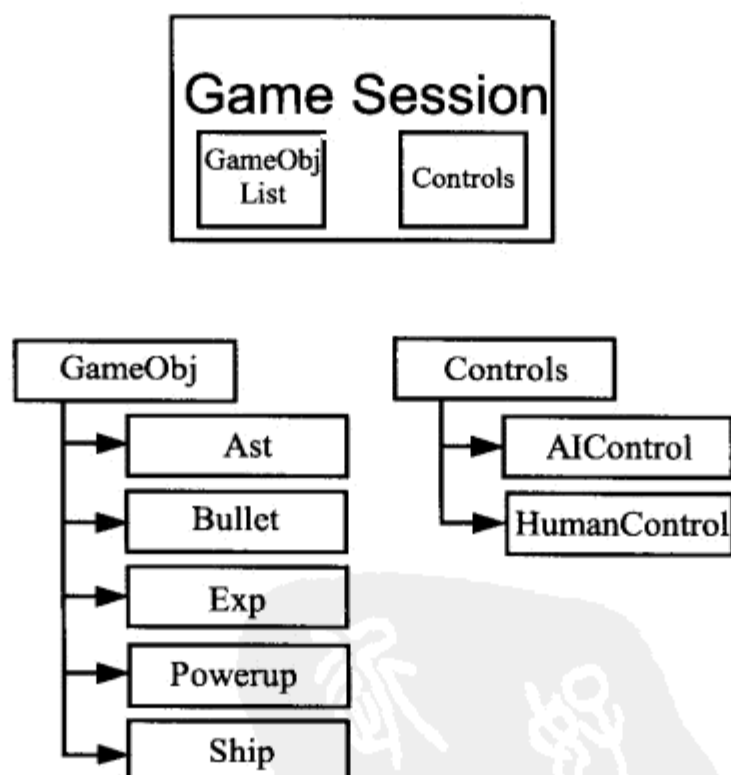 Game Session
GameObj
List
Controls
GameObj
Ast
Bullet
Exp
Powerup
Ship
Controls
AIControl
HumanControl